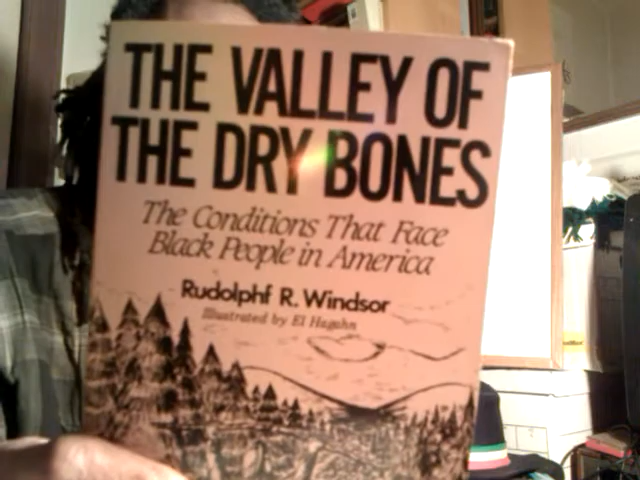 THE VALLEY OF
THE DRY BONES
The Conditions That Face
Black People in America
Rudolphf R. Windsor
Illustrated by El Hagahn